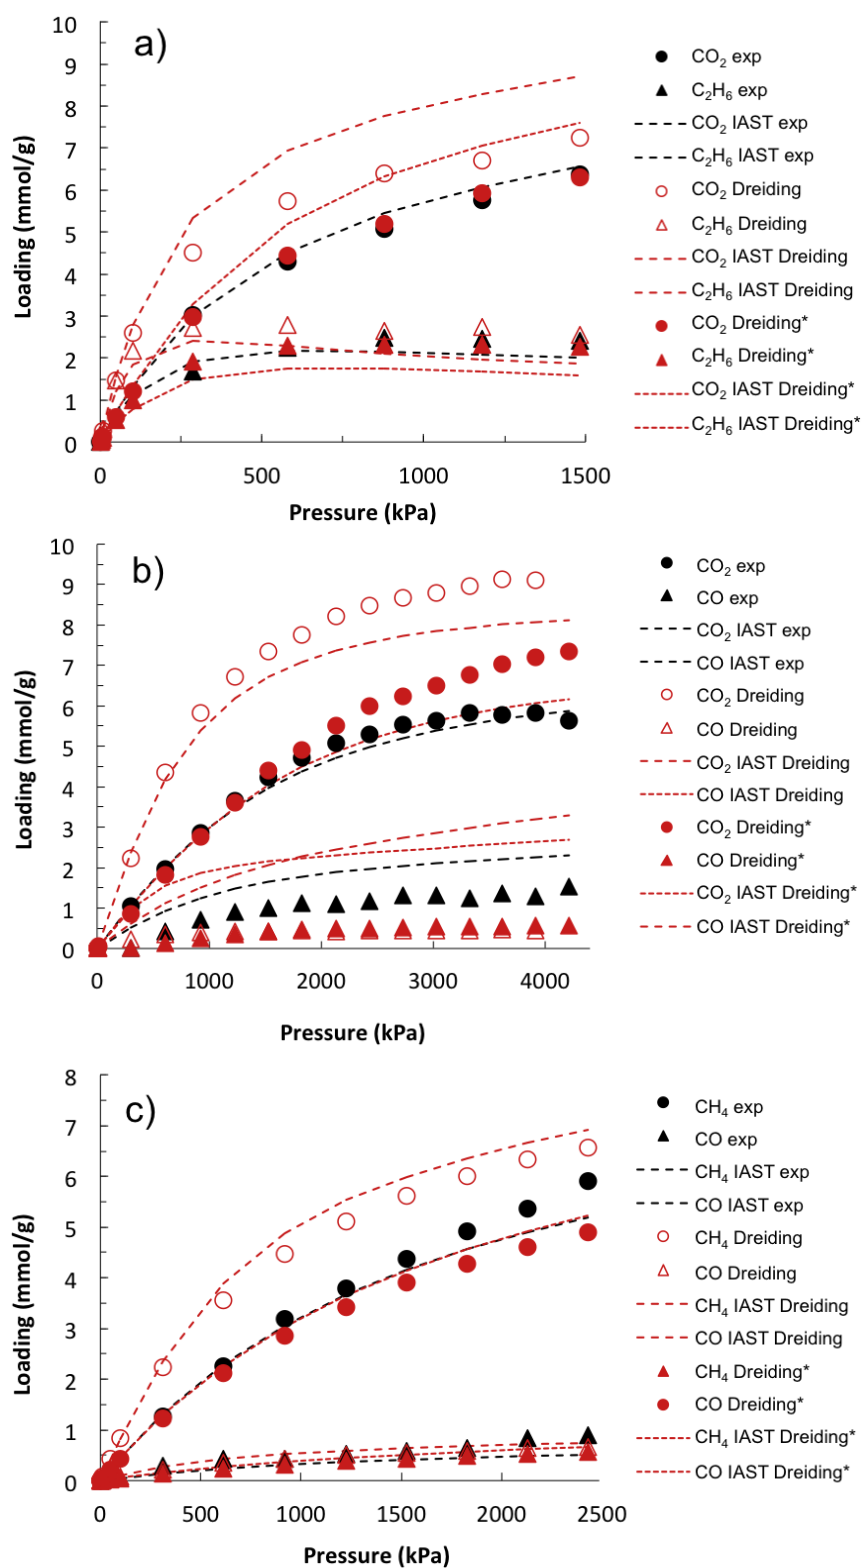 a)
10
9
8
7
6
5
4
3
2
1
0
Loading (mmol/g)
0 500 1000 1500
Pressure (kPa)
CO₂ exp
C₂H₆ exp
CO₂ IAST exp
C₂H₆ IAST exp
CO₂ Dreiding
C₂H₆ Dreiding
CO₂ IAST Dreiding
C₂H₆ IAST Dreiding
CO₂ Dreiding*
C₂H₆ Dreiding*
CO₂ IAST Dreiding*
C₂H₆ IAST Dreiding*
b)
10
9
8
7
6
5
4
3
2
1
0
Loading (mmol/g)
0 1000 2000 3000 4000
Pressure (kPa)
CO₂ exp
CO exp
CO₂ IAST exp
CO IAST exp
CO₂ Dreiding
CO Dreiding
CO₂ IAST Dreiding
CO IAST Dreiding
CO₂ Dreiding*
CO Dreiding*
CO₂ IAST Dreiding*
CO IAST Dreiding*
c)
8
7
6
5
4
3
2
1
0
Loading (mmol/g)
0 500 1000 1500 2000 2500
Pressure (kPa)
CH₄ exp
CO exp
CH₄ IAST exp
CO IAST exp
CH₄ Dreiding
CO Dreiding
CH₄ IAST Dreiding
CO IAST Dreiding
CH₄ Dreiding*
CO Dreiding*
CH₄ IAST Dreiding*
CO IAST Dreiding*